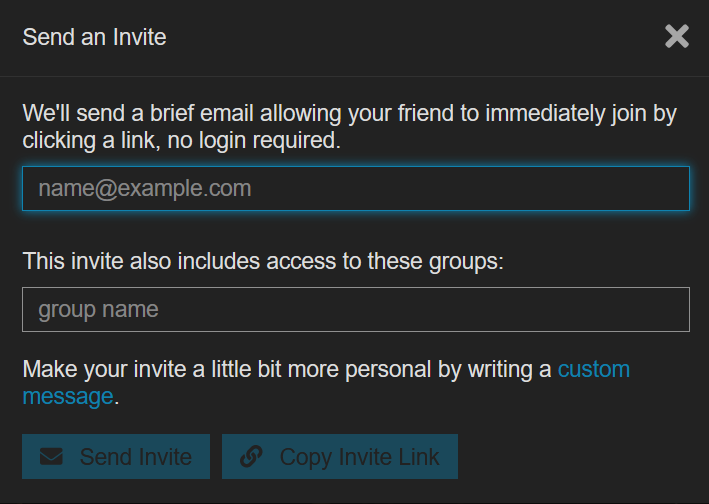 Send an Invite
We'll send a brief email allowing your friend to immediately join by
clicking a link, no login required.
name@example.com
This invite also includes access to these groups:
group name
Make your invite a little bit more personal by writing a custom
message.
Send Invite
Copy Invite Link